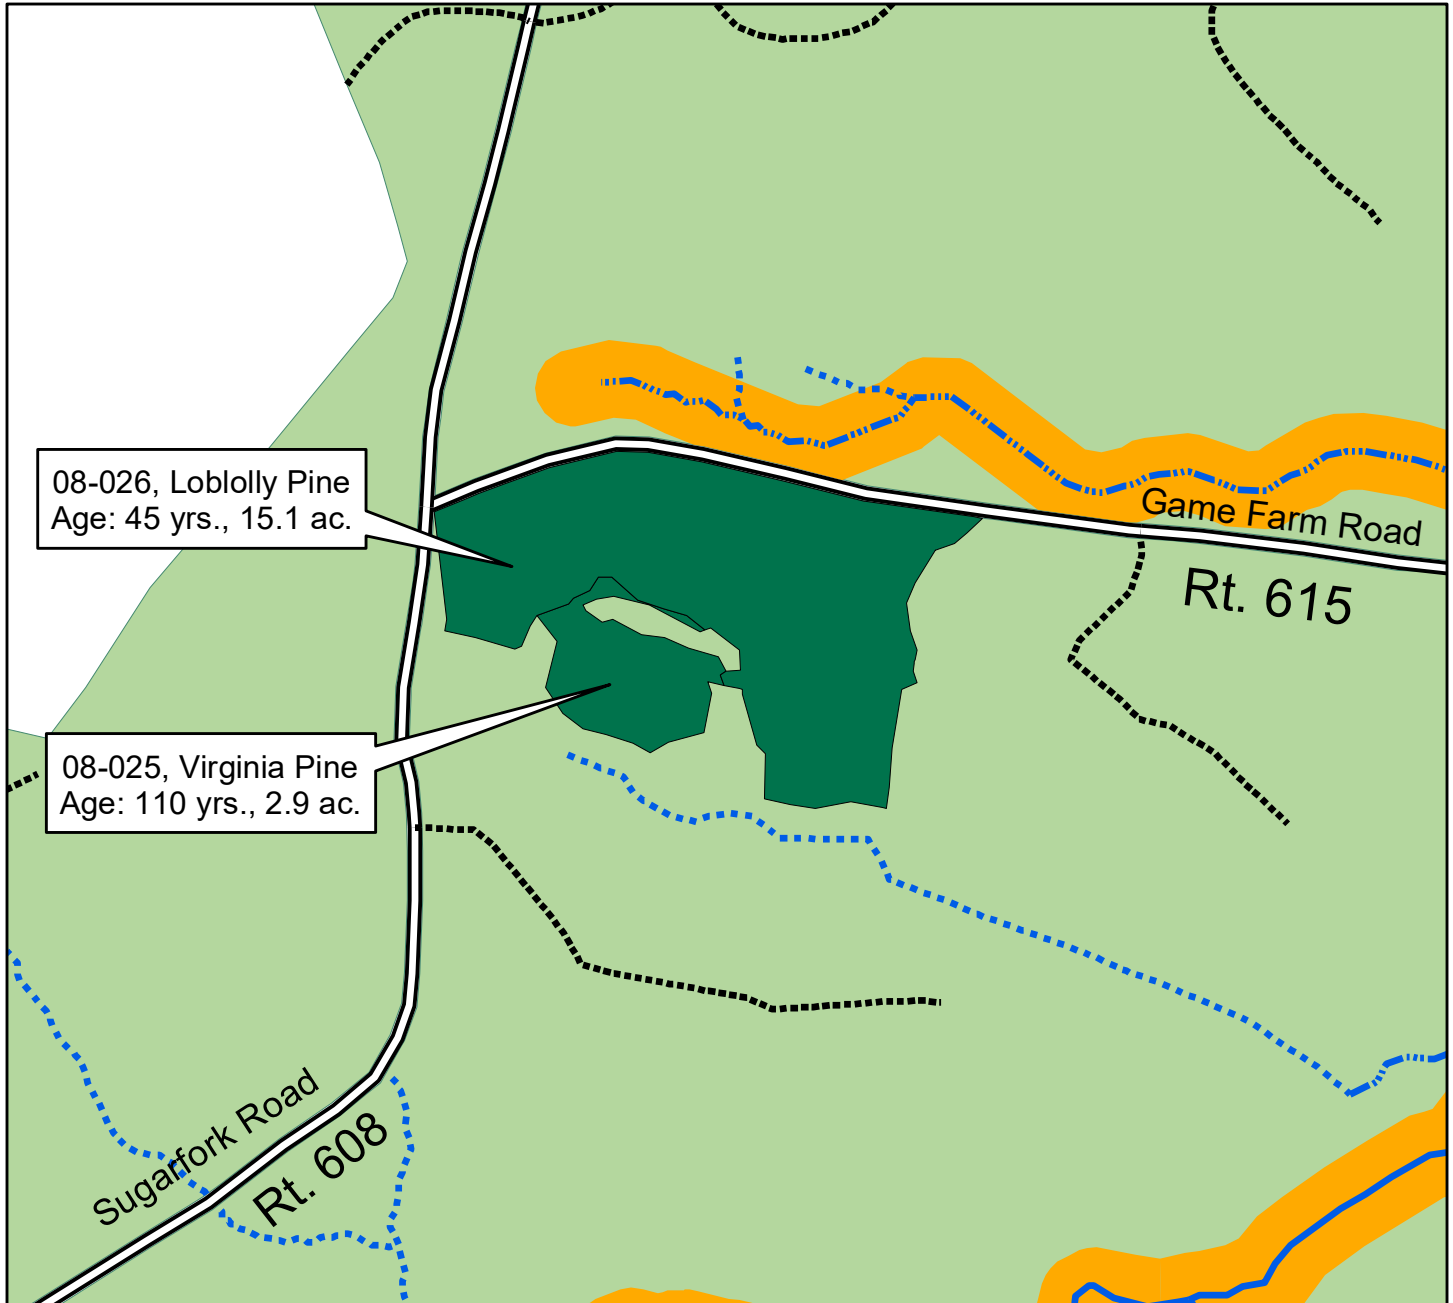 08-026, Loblolly Pine
Age: 45 yrs., 15.1 ac.
Game Farm Road
Rt. 615
08-025, Virginia Pine
Age: 110 yrs., 2.9 ac.
Sugarfork Road
Rt. 608